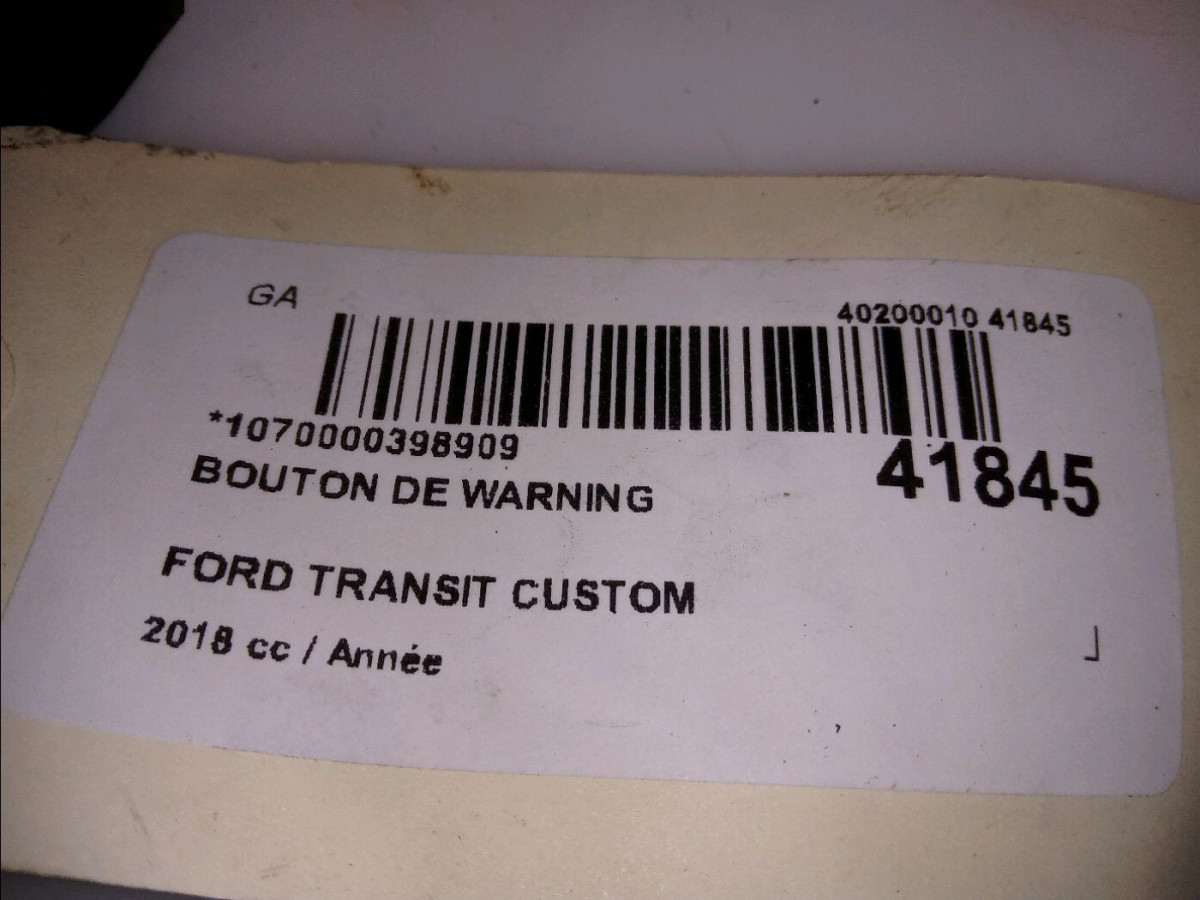 GA
40200010 41845
*1070000398909
41845
BOUTON DE WARNING
FORD TRANSIT CUSTOM
2018 cc / Année